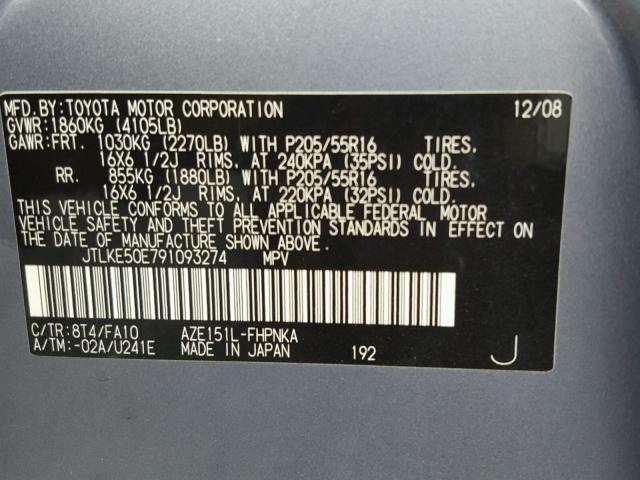 MFD.BY:TOYOTA MOTOR CORPORATION 12/08
GVWR:1860KG (4105LB)
GAWR:FRT. 1030KG (2270LB) WITH P205/55R16 TIRES,
16X6 1/2J RIMS, AT 240KPA (35PSI) COLD.
RR. 855KG (1880LB) WITH P205/55R16 TIRES,
16X6 1/2J RIMS, AT 220KPA (32PSI) COLD.
THIS VEHICLE CONFORMS TO ALL APPLICABLE FEDERAL MOTOR
VEHICLE SAFETY AND THEFT PREVENTION STANDARDS IN EFFECT ON
THE DATE OF MANUFACTURE SHOWN ABOVE.
JTLKE50E791093274 MPV
C/TR:8T4/FA10 AZE151L-FHPNKA
A/TM:-02A/U241E MADE IN JAPAN 192 J